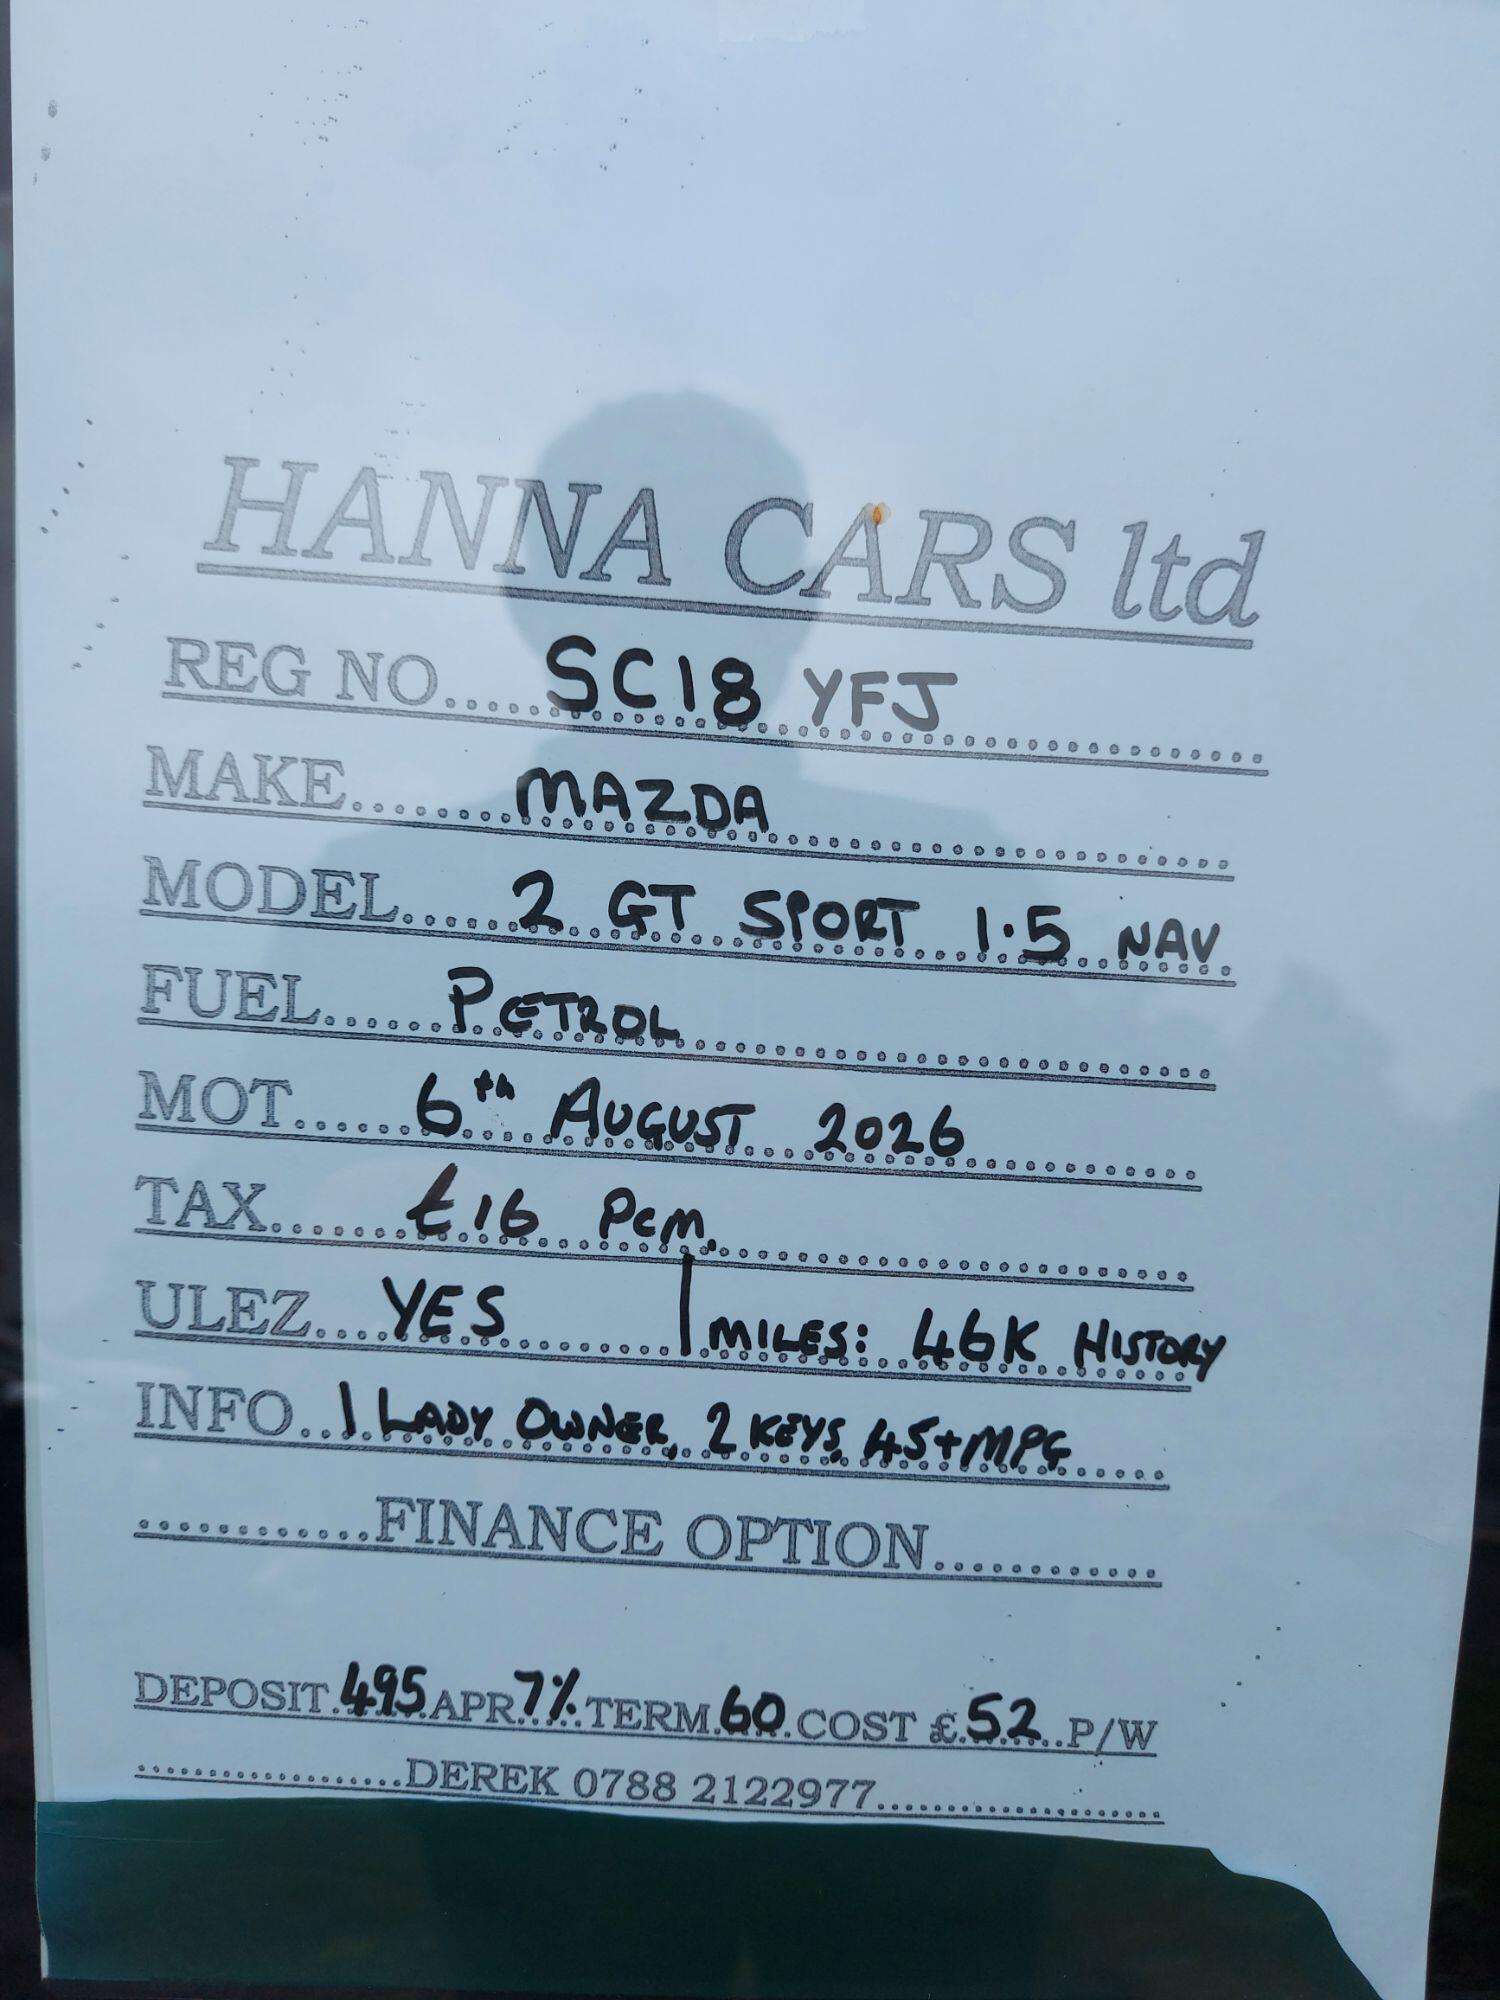 HANNA CARS ltd
REG NO..... SC18 YFJ
MAKE....... MAZDA
MODEL..... 2 GT SPORT 1.5 NAV
FUEL...... PETROL
MOT...... 6th AUGUST 2026
TAX....... £16 PCM.
ULEZ.... YES | MILES: 46K HISTORY
INFO.. 1 LADY OWNER, 2 KEYS, 45+MPG
............FINANCE OPTION............
DEPOSIT.495 APR 7% TERM.60.COST £.52..P/W
...................DEREK 0788 2122977....................